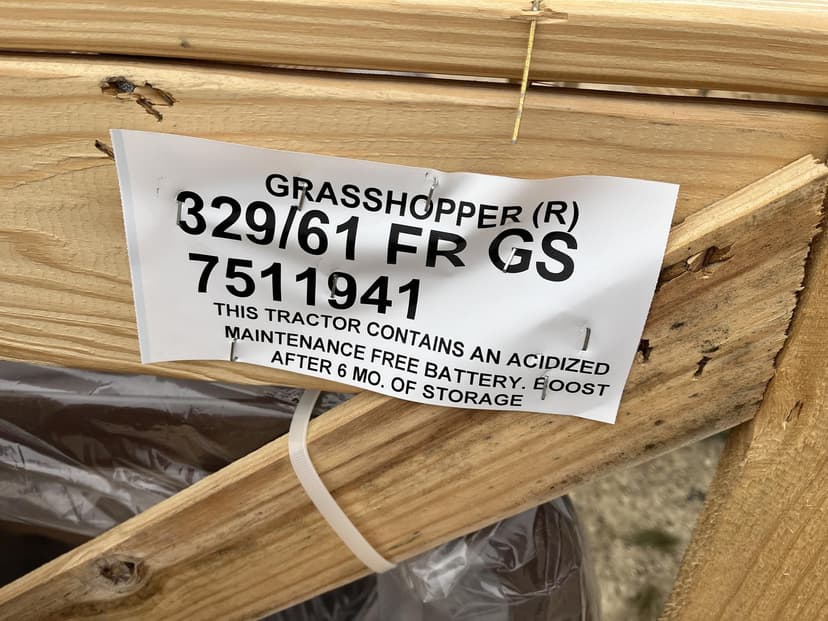 GRASSHOPPER (R)
329/61 FR GS
7511941
THIS TRACTOR CONTAINS AN ACIDIZED
MAINTENANCE FREE BATTERY. BOOST
AFTER 6 MO. OF STORAGE